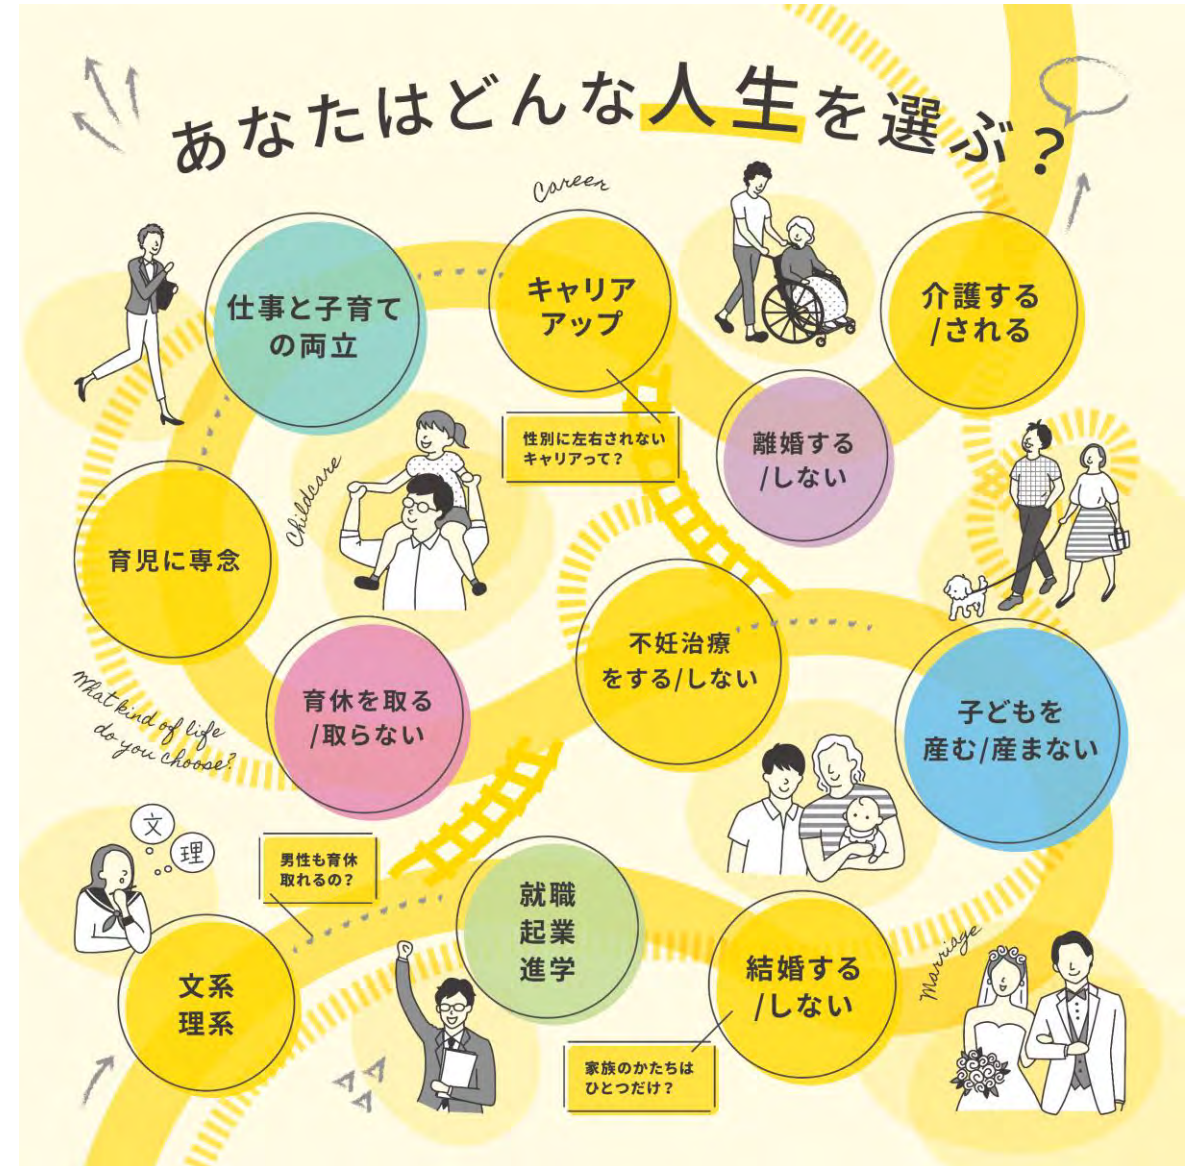 あなたはどんな人生を選ぶ?
Career
仕事と子育て
の両立
キャリア
アップ
介護する
/される
性別に左右されない
キャリアって?
離婚する
/しない
Childcare
育児に専念
不妊治療
をする/しない
育休を取る
/取らない
子どもを
産む/産まない
What kind of life
do you choose?
文
理
男性も育休
取れるの?
就職
起業
進学
文系
理系
結婚する
/しない
Marriage
家族のかたちは
ひとつだけ?